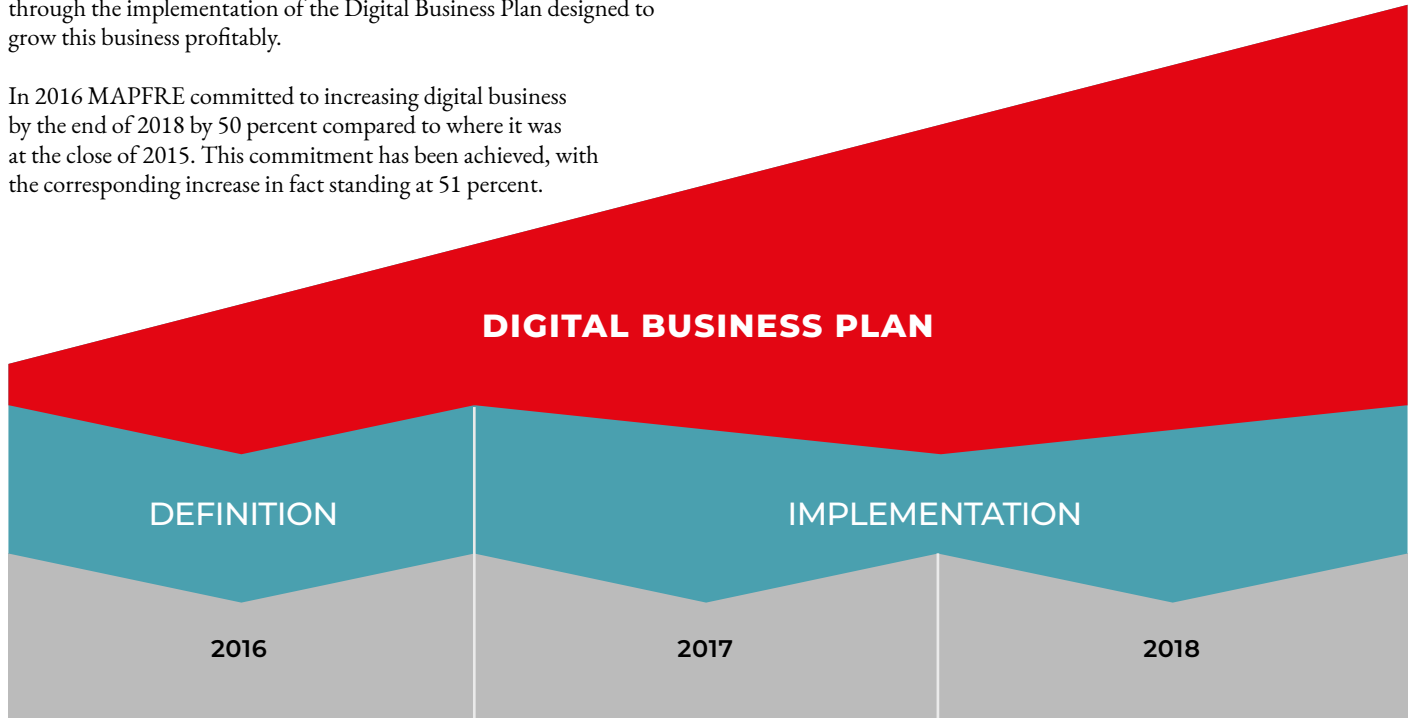 through the implementation of the Digital Business Plan designed to
grow this business profitably.
In 2016 MAPFRE committed to increasing digital business
by the end of 2018 by 50 percent compared to where it was
at the close of 2015. This commitment has been achieved, with
the corresponding increase in fact standing at 51 percent.
DIGITAL BUSINESS PLAN
DEFINITION
IMPLEMENTATION
2016
2017
2018